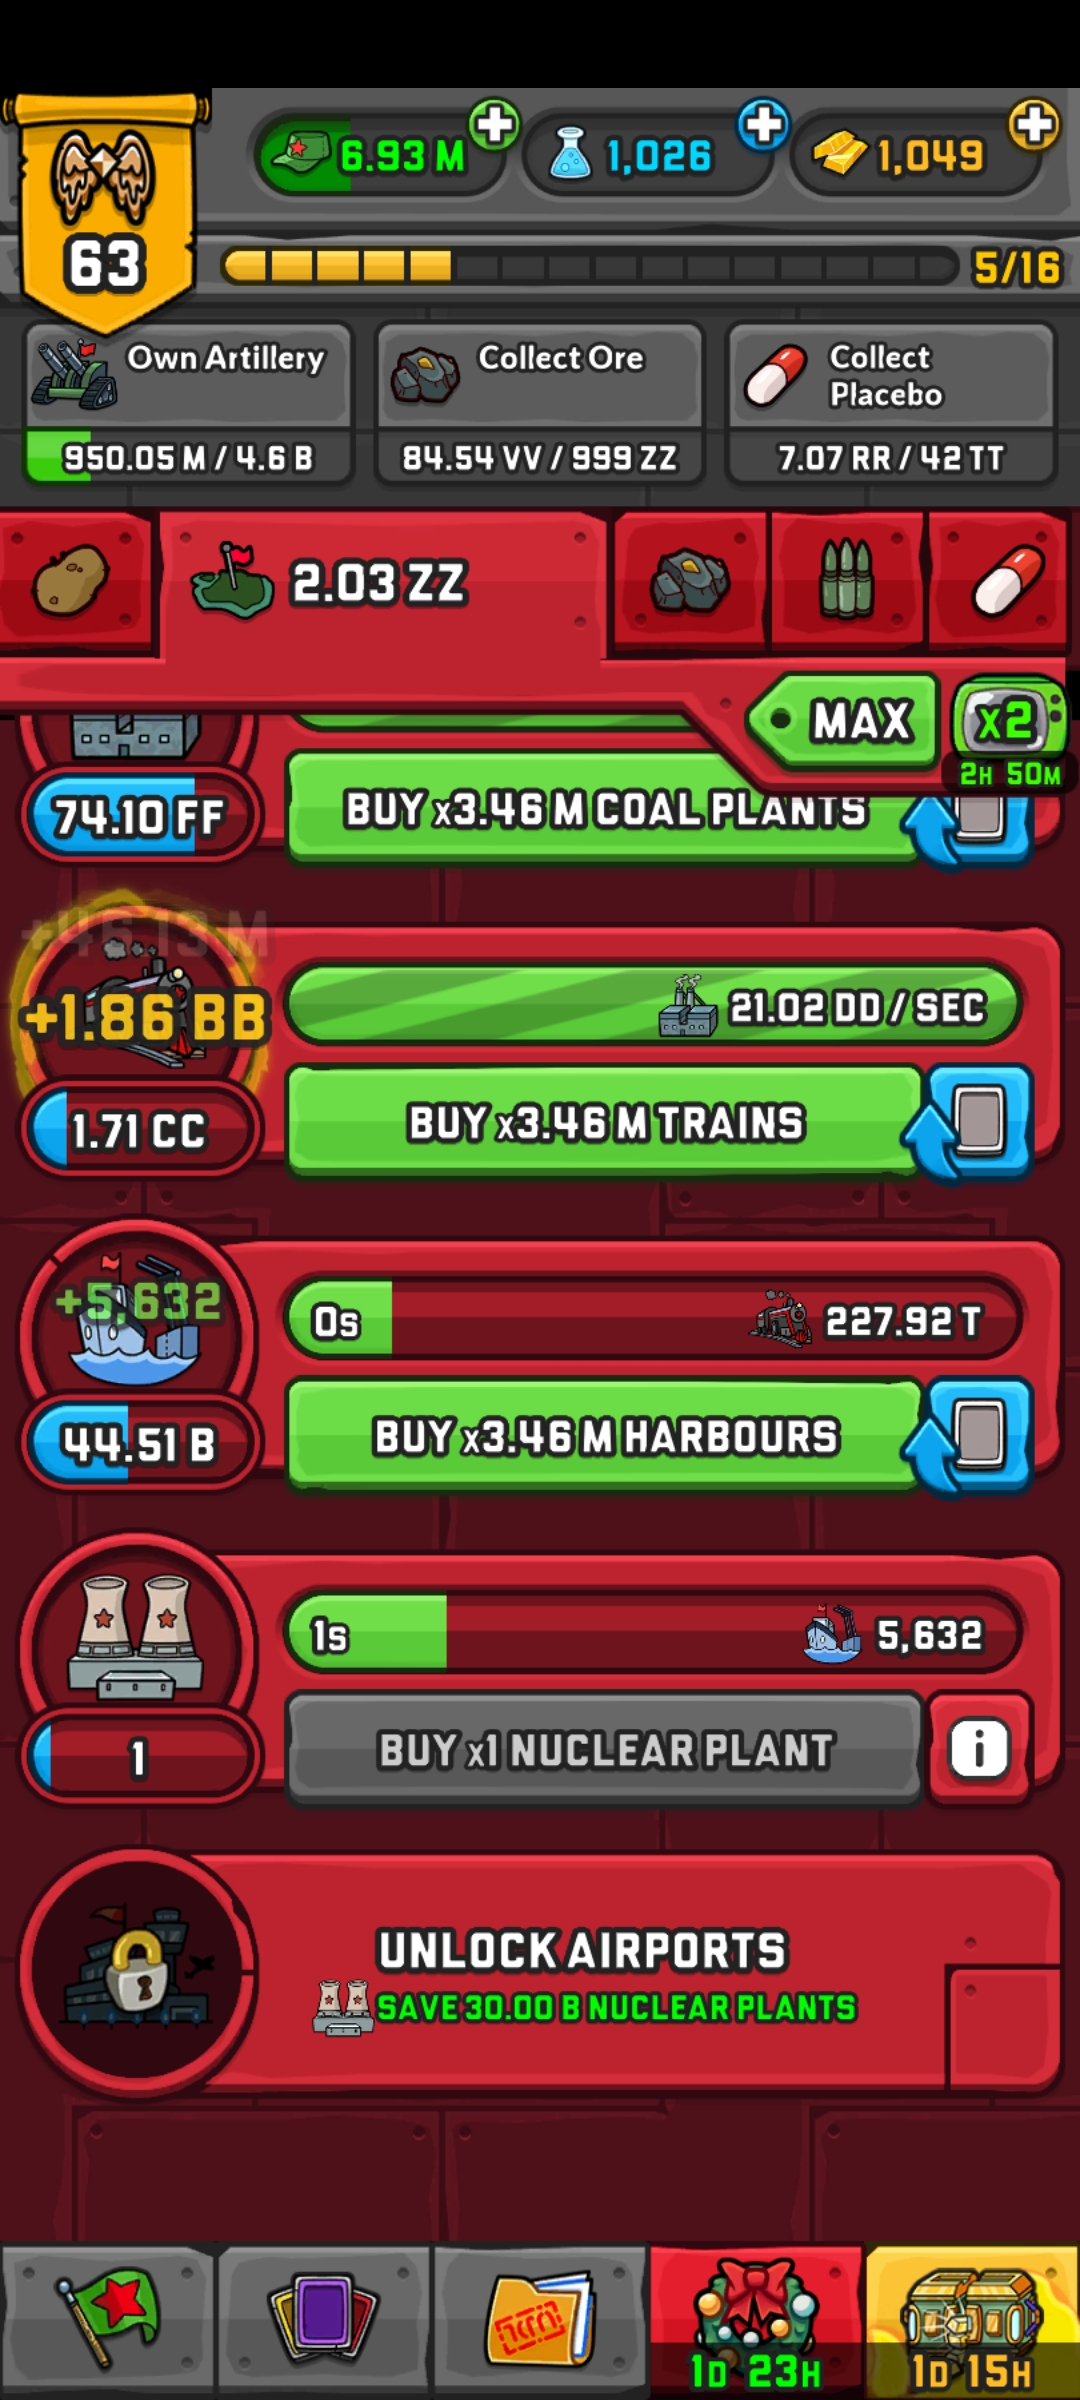 6.93 M
1,026
1,049
63
5/16
Own Artillery
950.05 M / 4.6 B
Collect Ore
84.54 VV / 999 ZZ
Collect
Placebo
7.07 RR / 42 TT
2.03 ZZ
MAX
x2
2H 50M
74.10 FF
BUY x3.46 M COAL PLANTS
+46.13 M
+1.86 BB
21.02 DD / SEC
1.71 CC
BUY x3.46 M TRAINS
+5,632
0s
227.92 T
44.51 B
BUY x3.46 M HARBOURS
1s
5,632
1
BUY x1 NUCLEAR PLANT
i
UNLOCK AIRPORTS
SAVE 30.00 B NUCLEAR PLANTS
1D 23H
1D 15H